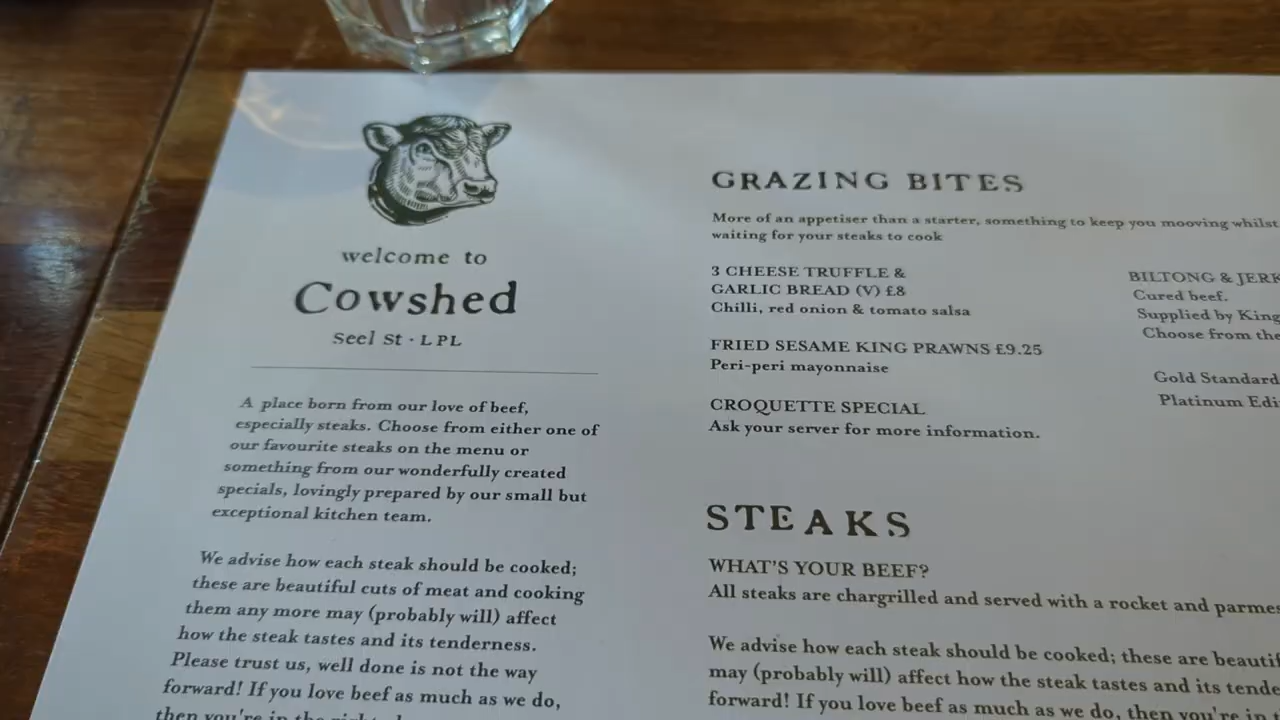 welcome to
Cowshed
Seel St · LPL
A place born from our love of beef,
especially steaks. Choose from either one of
our favourite steaks on the menu or
something from our wonderfully created
specials, lovingly prepared by our small but
exceptional kitchen team.
We advise how each steak should be cooked;
these are beautiful cuts of meat and cooking
them any more may (probably will) affect
how the steak tastes and its tenderness.
Please trust us, well done is not the way
forward! If you love beef as much as we do,
then you're in the
GRAZING BITES
More of an appetiser than a starter, something to keep you mooving whilst
waiting for your steaks to cook
3 CHEESE TRUFFLE &
GARLIC BREAD (V) £8
Chilli, red onion & tomato salsa
FRIED SESAME KING PRAWNS £9.25
Peri-peri mayonnaise
CROQUETTE SPECIAL
Ask your server for more information.
BILTONG & JERK
Cured beef.
Supplied by King
Choose from the
Gold Standard
Platinum Edi
STEAKS
WHAT'S YOUR BEEF?
All steaks are chargrilled and served with a rocket and parmes
We advise how each steak should be cooked; these are beautif
may (probably will) affect how the steak tastes and its tende
forward! If you love beef as much as we do, then you're in t